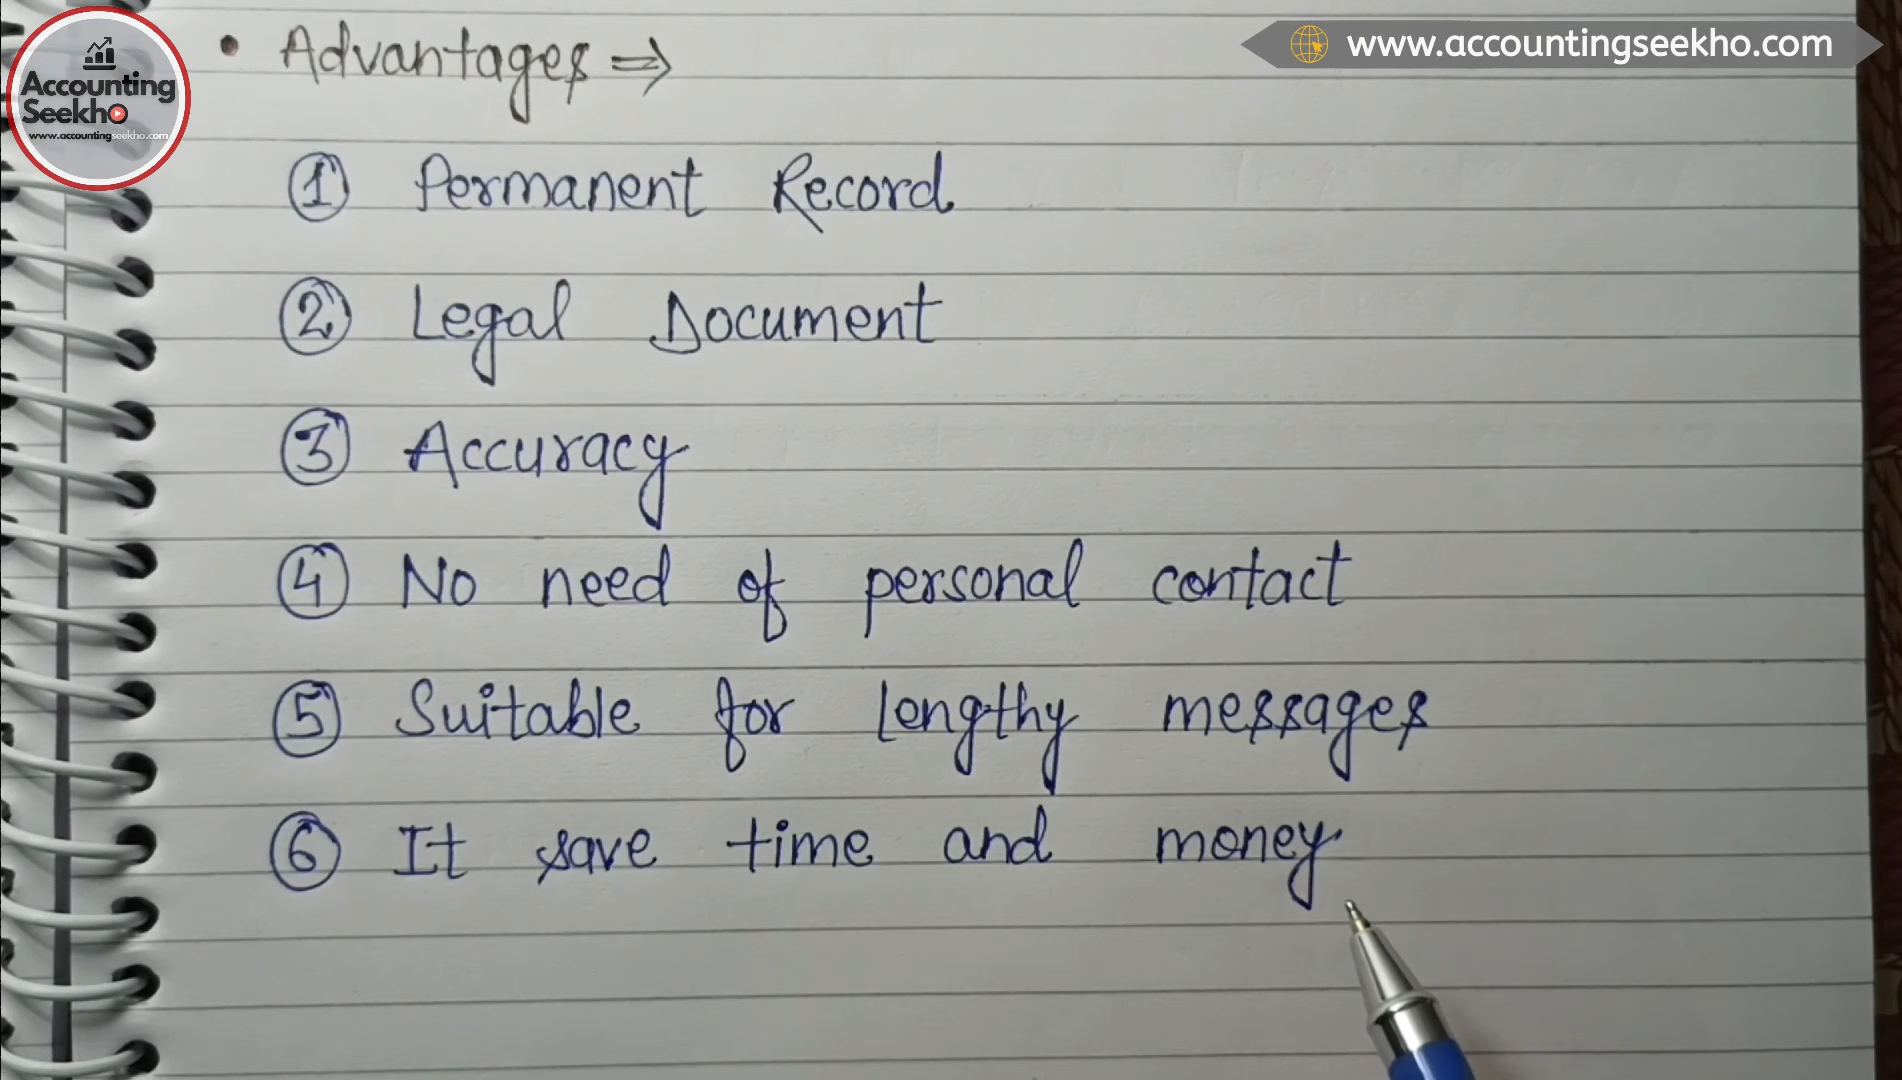 Accounting
Seekho
www.accountingseekho.com
www.accountingseekho.com
• Advantages ⇒
① Permanent Record
② Legal Document
③ Accuracy
④ No need of personal contact
⑤ Suitable for lengthy messages
⑥ It save time and money